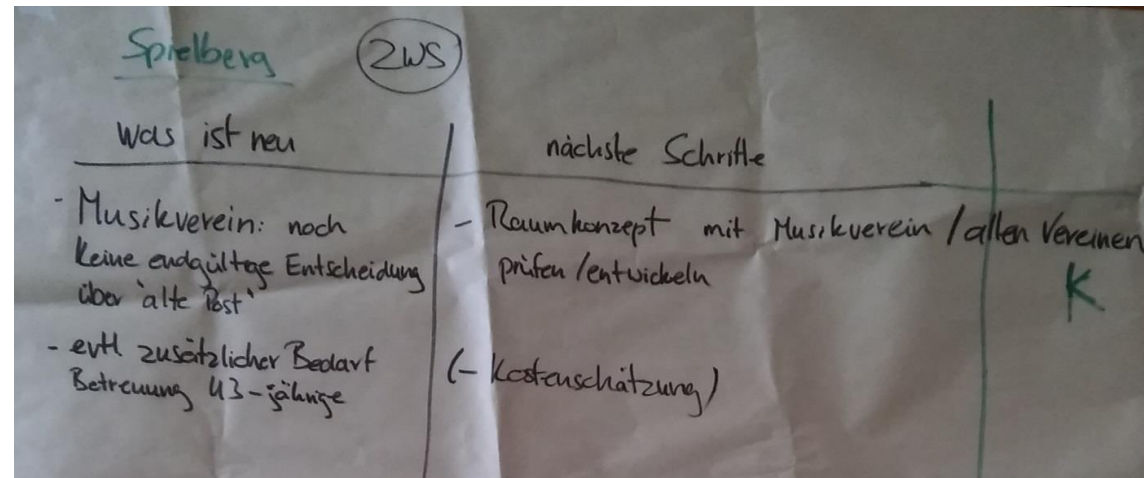 Spielberg
ZWS
was ist neu
nächste Schritte
- Musikverein: noch
keine endgültige Entscheidung
über 'alte Post'
- evtl zusätzlicher Bedarf
Betreuung U3-jährige
- Raumkonzept mit Musikverein / allen Vereinen
prüfen / entwickeln
K
(- Kostenschätzung)